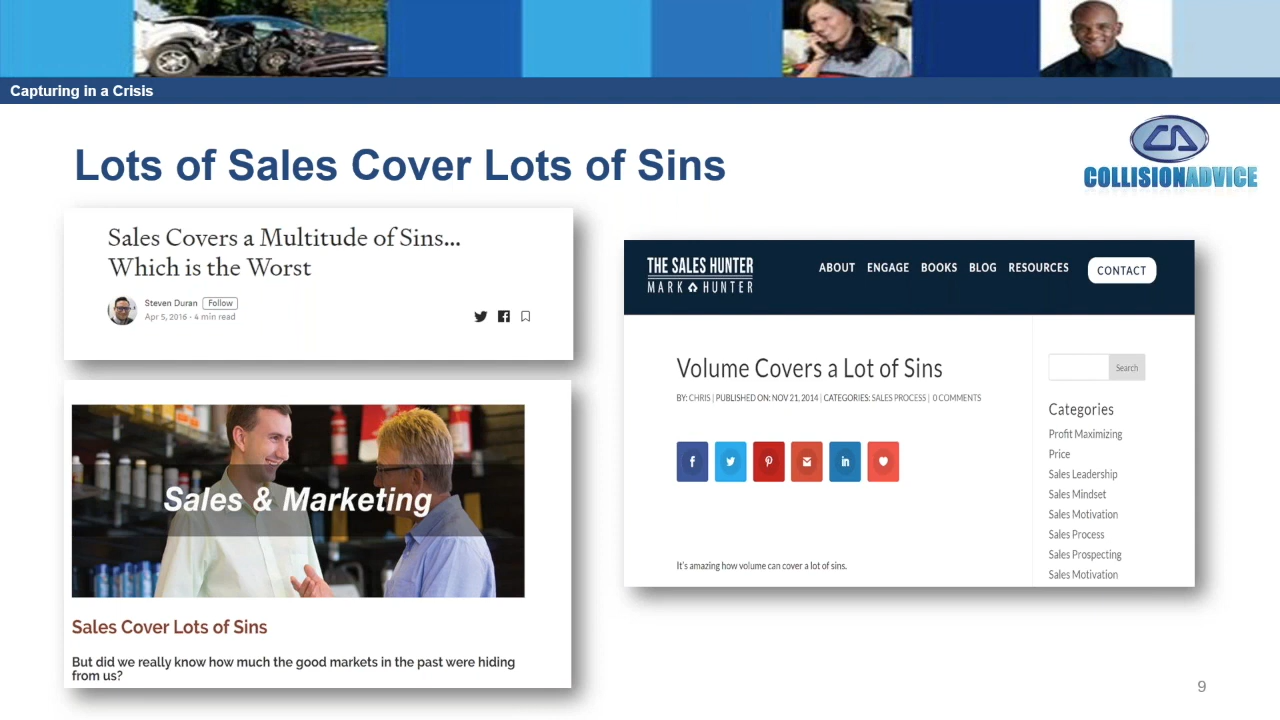 Capturing in a Crisis
Lots of Sales Cover Lots of Sins
COLLISIONADVICE
Sales Covers a Multitude of Sins...
Which is the Worst
Steven Duran Follow
Apr 5, 2016 · 4 min read
Sales & Marketing
Sales Cover Lots of Sins
But did we really know how much the good markets in the past were hiding
from us?
THE SALES HUNTER
MARK HUNTER
ABOUT ENGAGE BOOKS BLOG RESOURCES CONTACT
Volume Covers a Lot of Sins
BY: CHRIS | PUBLISHED ON: NOV 21, 2014 | CATEGORIES: SALES PROCESS | 0 COMMENTS
It's amazing how volume can cover a lot of sins.
Search
Categories
Profit Maximizing
Price
Sales Leadership
Sales Mindset
Sales Motivation
Sales Process
Sales Prospecting
Sales Motivation
9